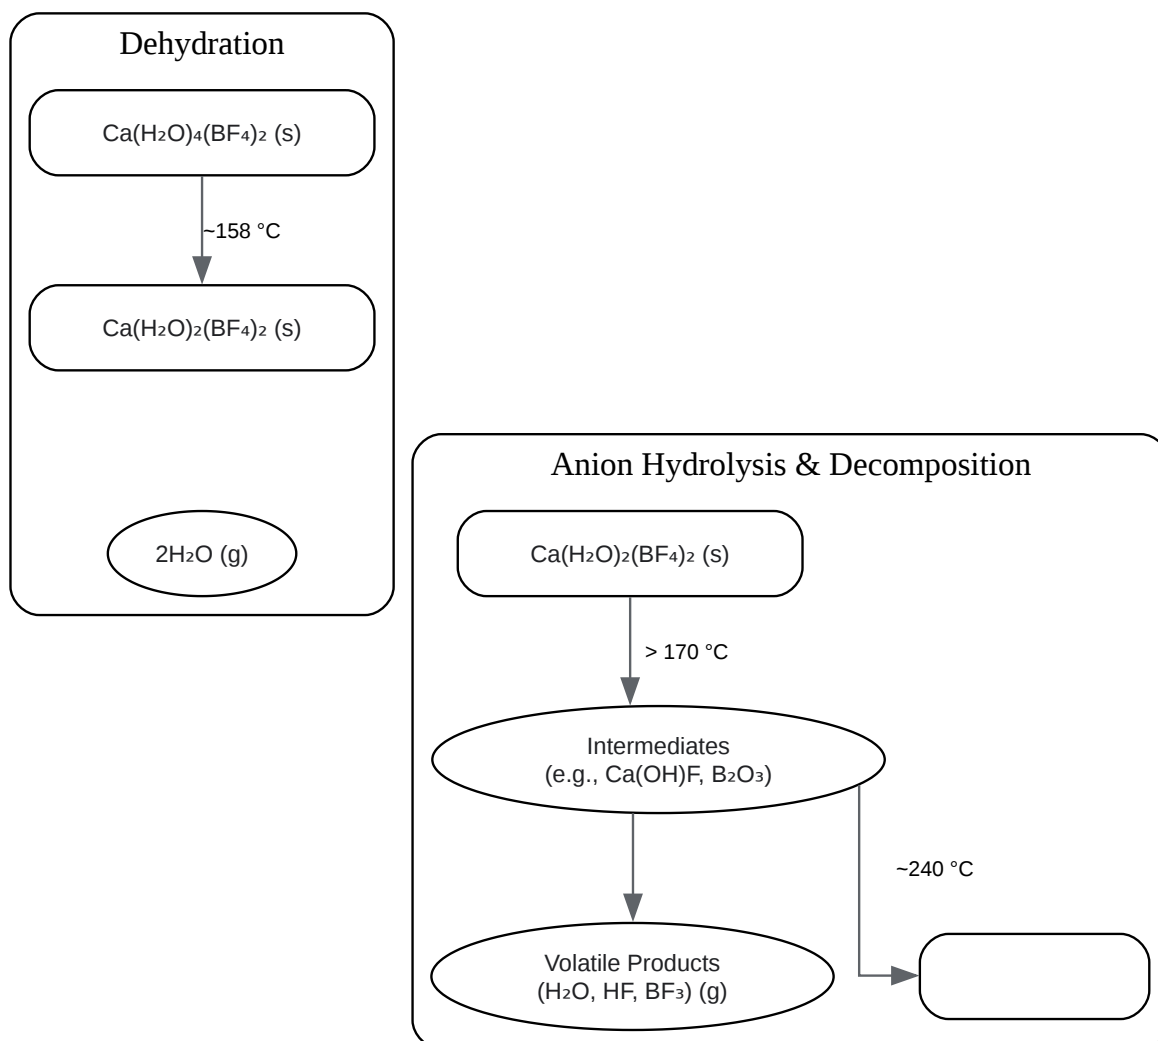 Dehydration
Ca(H₂O)₄(BF₄)₂ (s)
~158 °C
Ca(H₂O)₂(BF₄)₂ (s)
2H₂O (g)
Anion Hydrolysis & Decomposition
Ca(H₂O)₂(BF₄)₂ (s)
> 170 °C
Intermediates
(e.g., Ca(OH)F, B₂O₃)
~240 °C
Volatile Products
(H₂O, HF, BF₃) (g)